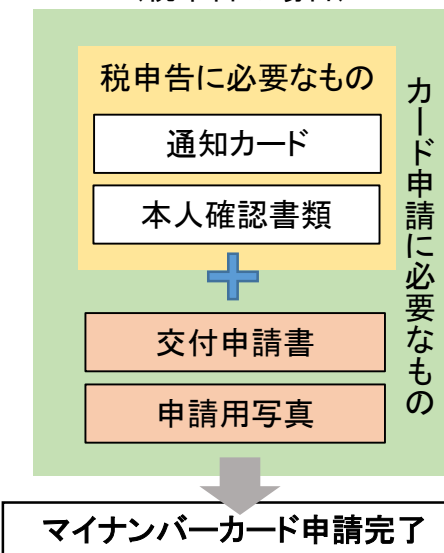 税申告に必要なもの
通知カード
本人確認書類
交付申請書
申請用写真
カード申請に必要なもの
マイナンバーカード申請完了